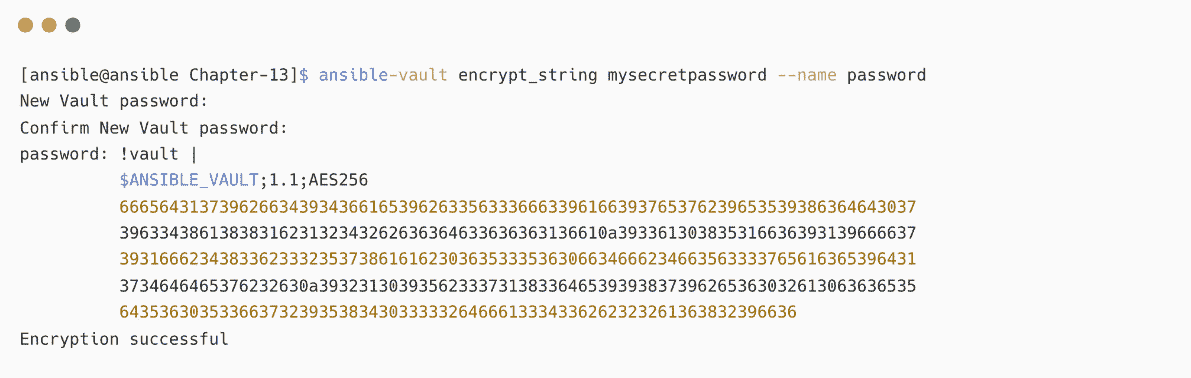 [ansible@ansible Chapter-13]$ ansible-vault encrypt_string mysecretpassword --name password
New Vault password:
Confirm New Vault password:
password: !vault |
$ANSIBLE_VAULT;1.1;AES256
66656431373962663439343661653962633563336663396166393765376239653539386364643037
3963343861383831623132343262636364633636363136610a393361303835316636393139666637
39316662343833623332353738616162303635333536306634666234663563333765616365396431
3734646465376232630a393231303935623337313833646539393837396265363032613063636535
64353630353366373239353834303333326466613334336262323261363832396636
Encryption successful